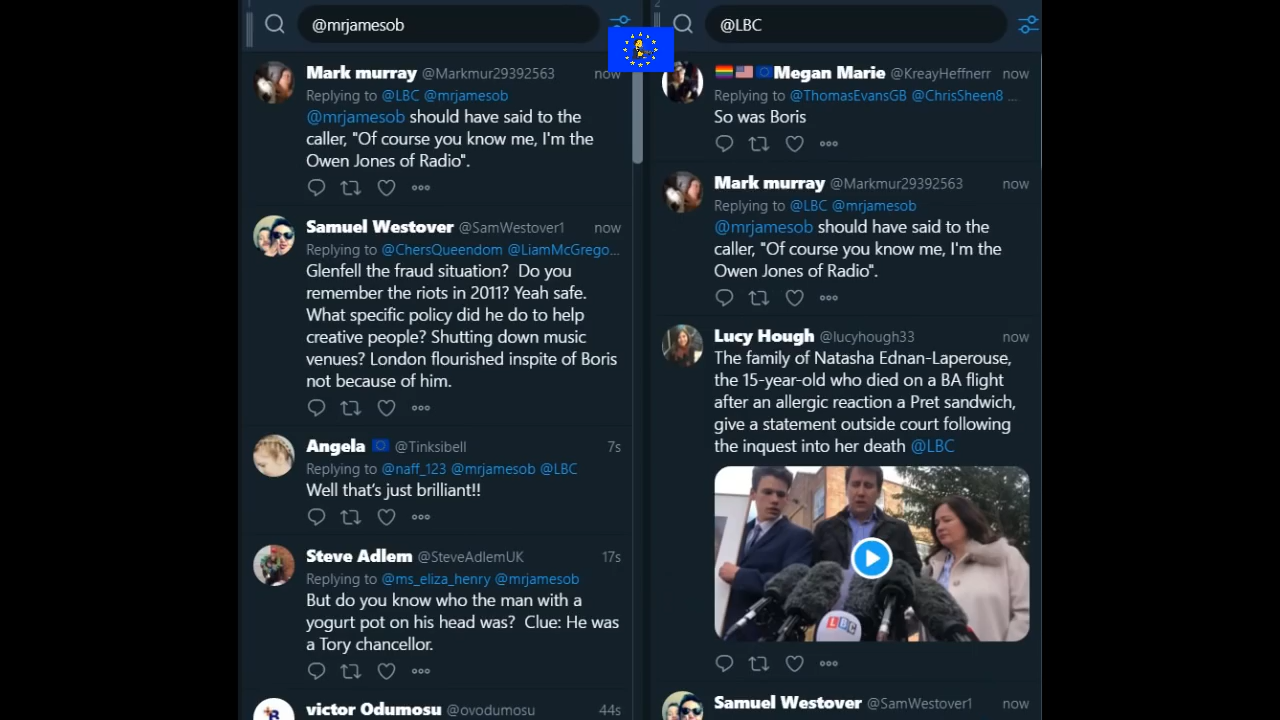 1
@mrjamesob
Mark murray @Markmur29392563 now
Replying to @LBC @mrjamesob
@mrjamesob should have said to the
caller, "Of course you know me, I'm the
Owen Jones of Radio".
Samuel Westover @SamWestover1 now
Replying to @ChersQueendom @LiamMcGrego...
Glenfell the fraud situation? Do you
remember the riots in 2011? Yeah safe.
What specific policy did he do to help
creative people? Shutting down music
venues? London flourished inspite of Boris
not because of him.
Angela @Tinksibell 7s
Replying to @naff_123 @mrjamesob @LBC
Well that's just brilliant!!
Steve Adlem @SteveAdlemUK 17s
Replying to @ms_eliza_henry @mrjamesob
But do you know who the man with a
yogurt pot on his head was? Clue: He was
a Tory chancellor.
victor Odumosu @ovodumosu 44s
2
@LBC
Megan Marie @KreayHeffnerr now
Replying to @ThomasEvansGB @ChrisSheen8 ...
So was Boris
Mark murray @Markmur29392563 now
Replying to @LBC @mrjamesob
@mrjamesob should have said to the
caller, "Of course you know me, I'm the
Owen Jones of Radio".
Lucy Hough @lucyhough33 now
The family of Natasha Ednan-Laperouse,
the 15-year-old who died on a BA flight
after an allergic reaction a Pret sandwich,
give a statement outside court following
the inquest into her death @LBC
LBC
Samuel Westover @SamWestover1 now